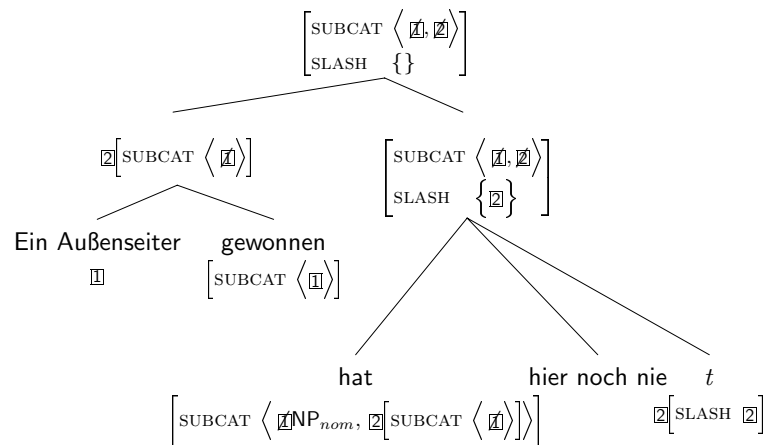 SUBCAT ⟨ 1̸, 2̸ ⟩
SLASH {}
2[SUBCAT ⟨ 1̸ ⟩]
SUBCAT ⟨ 1̸, 2̸ ⟩
SLASH { 2 }
Ein Außenseiter gewonnen
1 [SUBCAT ⟨ 1 ⟩]
hat hier noch nie t
[SUBCAT ⟨ 1̸NP_nom, 2[SUBCAT ⟨ 1̸ ⟩]⟩] 2[SLASH 2]